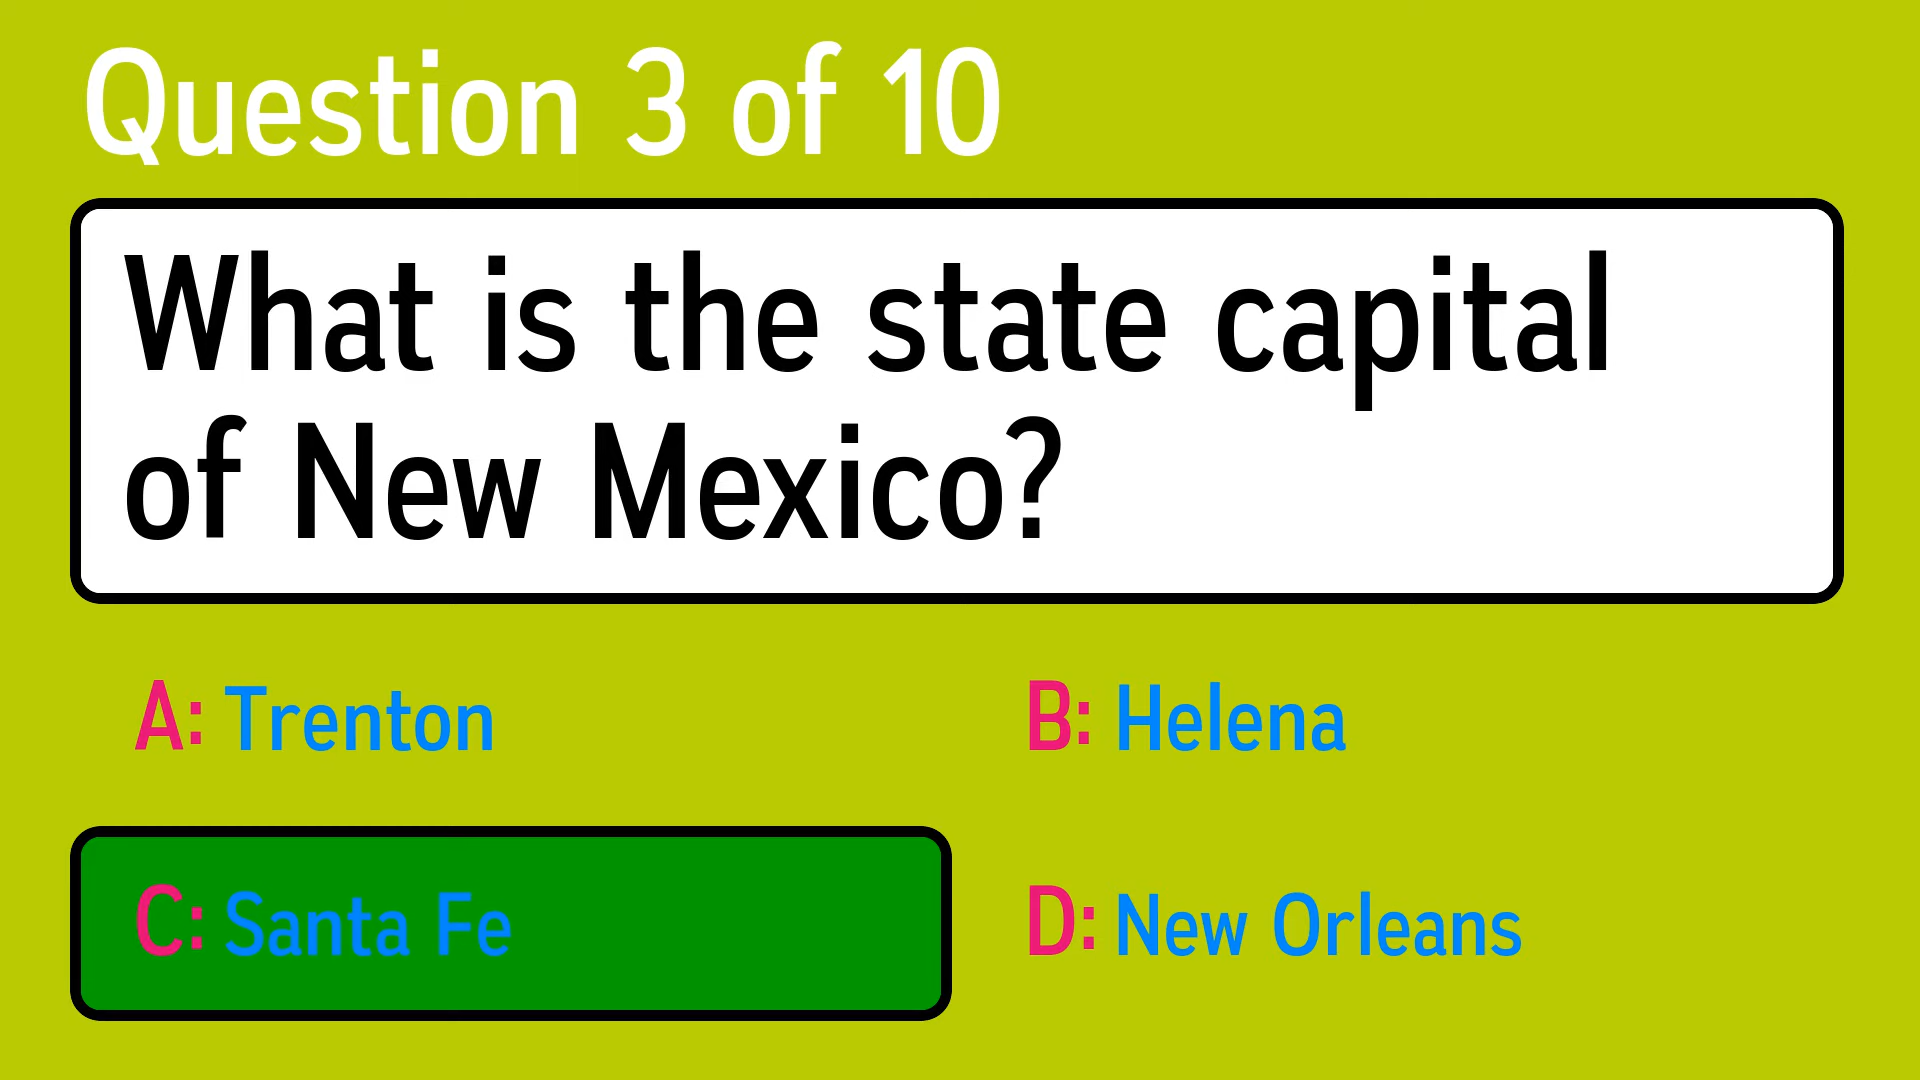 Question 3 of 10
What is the state capital
of New Mexico?
A: Trenton
B: Helena
C: Santa Fe
D: New Orleans